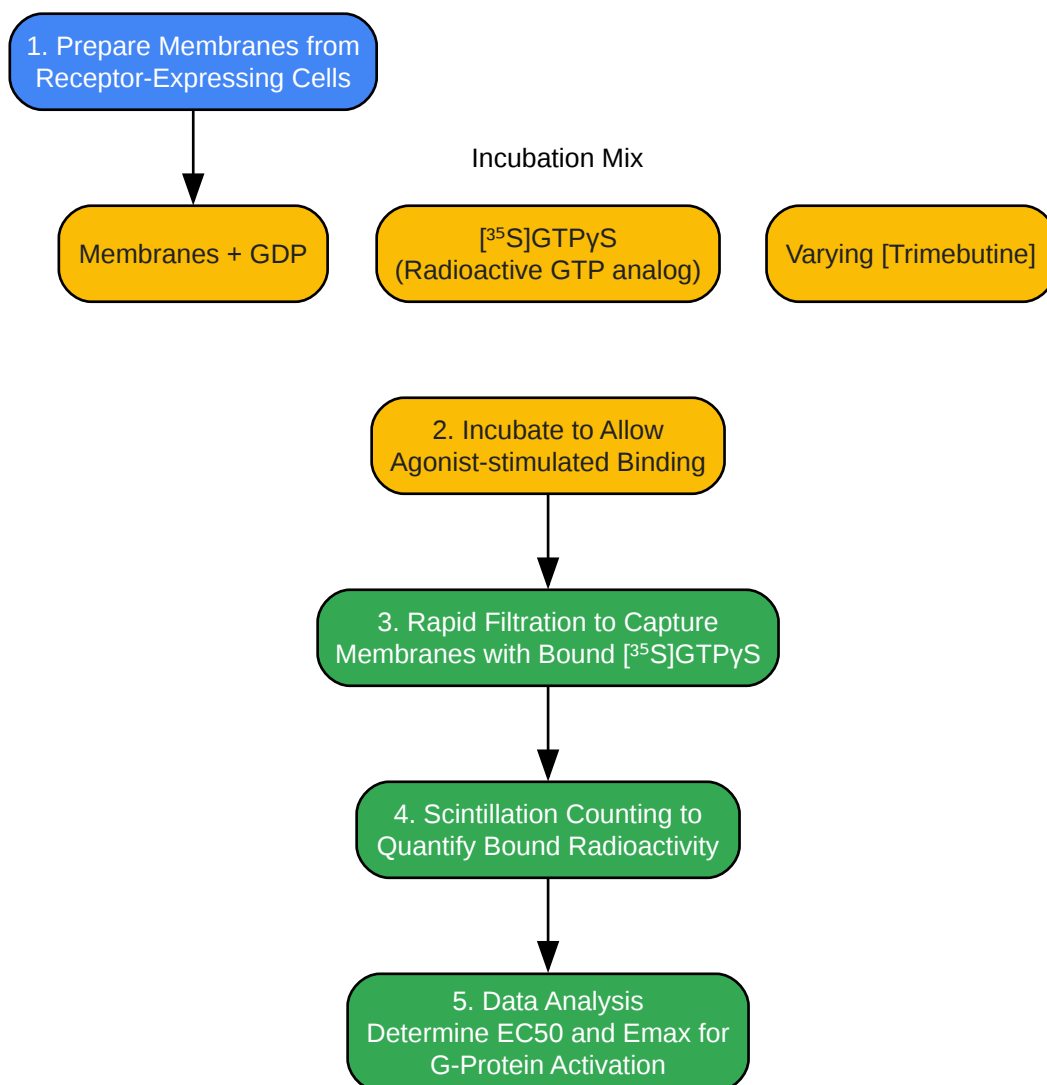 1. Prepare Membranes from
Receptor-Expressing Cells
Incubation Mix
Membranes + GDP
[³⁵S]GTPγS
(Radioactive GTP analog)
Varying [Trimebutine]
2. Incubate to Allow
Agonist-stimulated Binding
3. Rapid Filtration to Capture
Membranes with Bound [³⁵S]GTPγS
4. Scintillation Counting to
Quantify Bound Radioactivity
5. Data Analysis
Determine EC50 and Emax for
G-Protein Activation